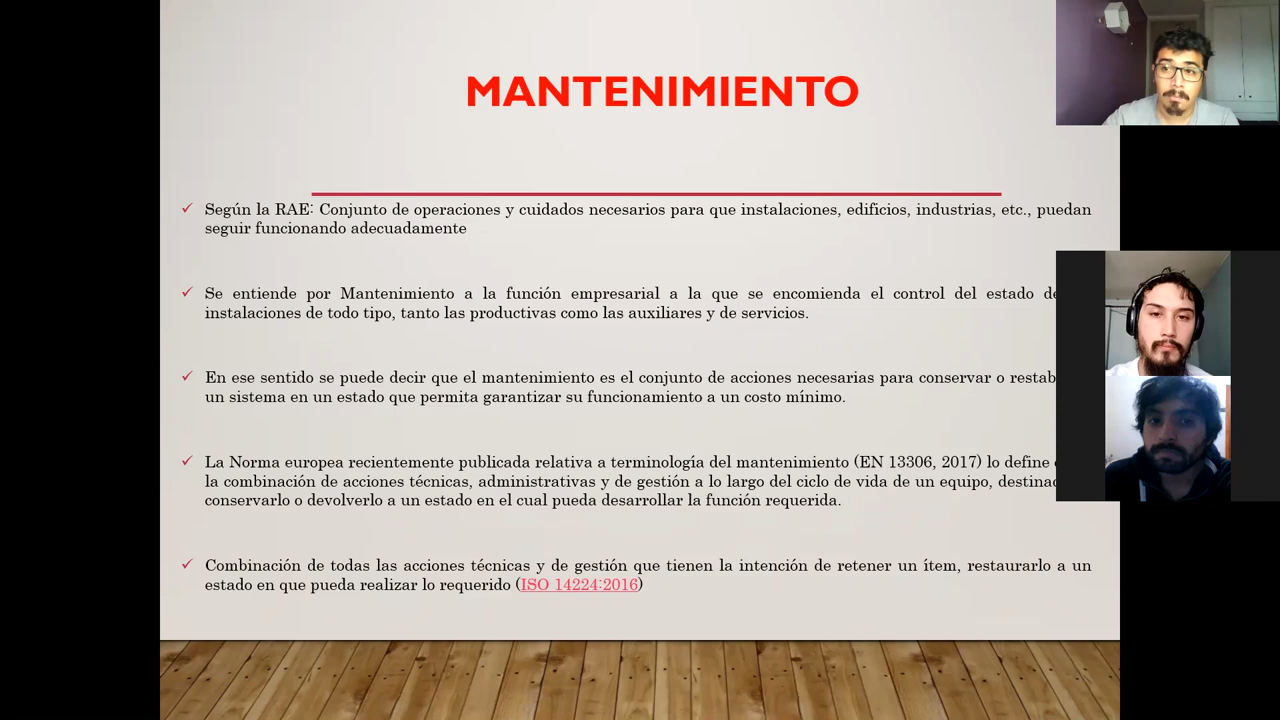 MANTENIMIENTO
Según la RAE: Conjunto de operaciones y cuidados necesarios para que instalaciones, edificios, industrias, etc., puedan
seguir funcionando adecuadamente
Se entiende por Mantenimiento a la función empresarial a la que se encomienda el control del estado de
instalaciones de todo tipo, tanto las productivas como las auxiliares y de servicios.
En ese sentido se puede decir que el mantenimiento es el conjunto de acciones necesarias para conservar o
un sistema en un estado que permita garantizar su funcionamiento a un costo mínimo.
La Norma europea recientemente publicada relativa a terminología del mantenimiento (EN 13306, 2017) lo define
la combinación de acciones técnicas, administrativas y de gestión a lo largo del ciclo de vida de un equipo,
conservarlo o devolverlo a un estado en el cual pueda desarrollar la función requerida.
Combinación de todas las acciones técnicas y de gestión que tienen la intención de retener un ítem, restaurarlo a un
estado en que pueda realizar lo requerido (ISO 14224:2016)